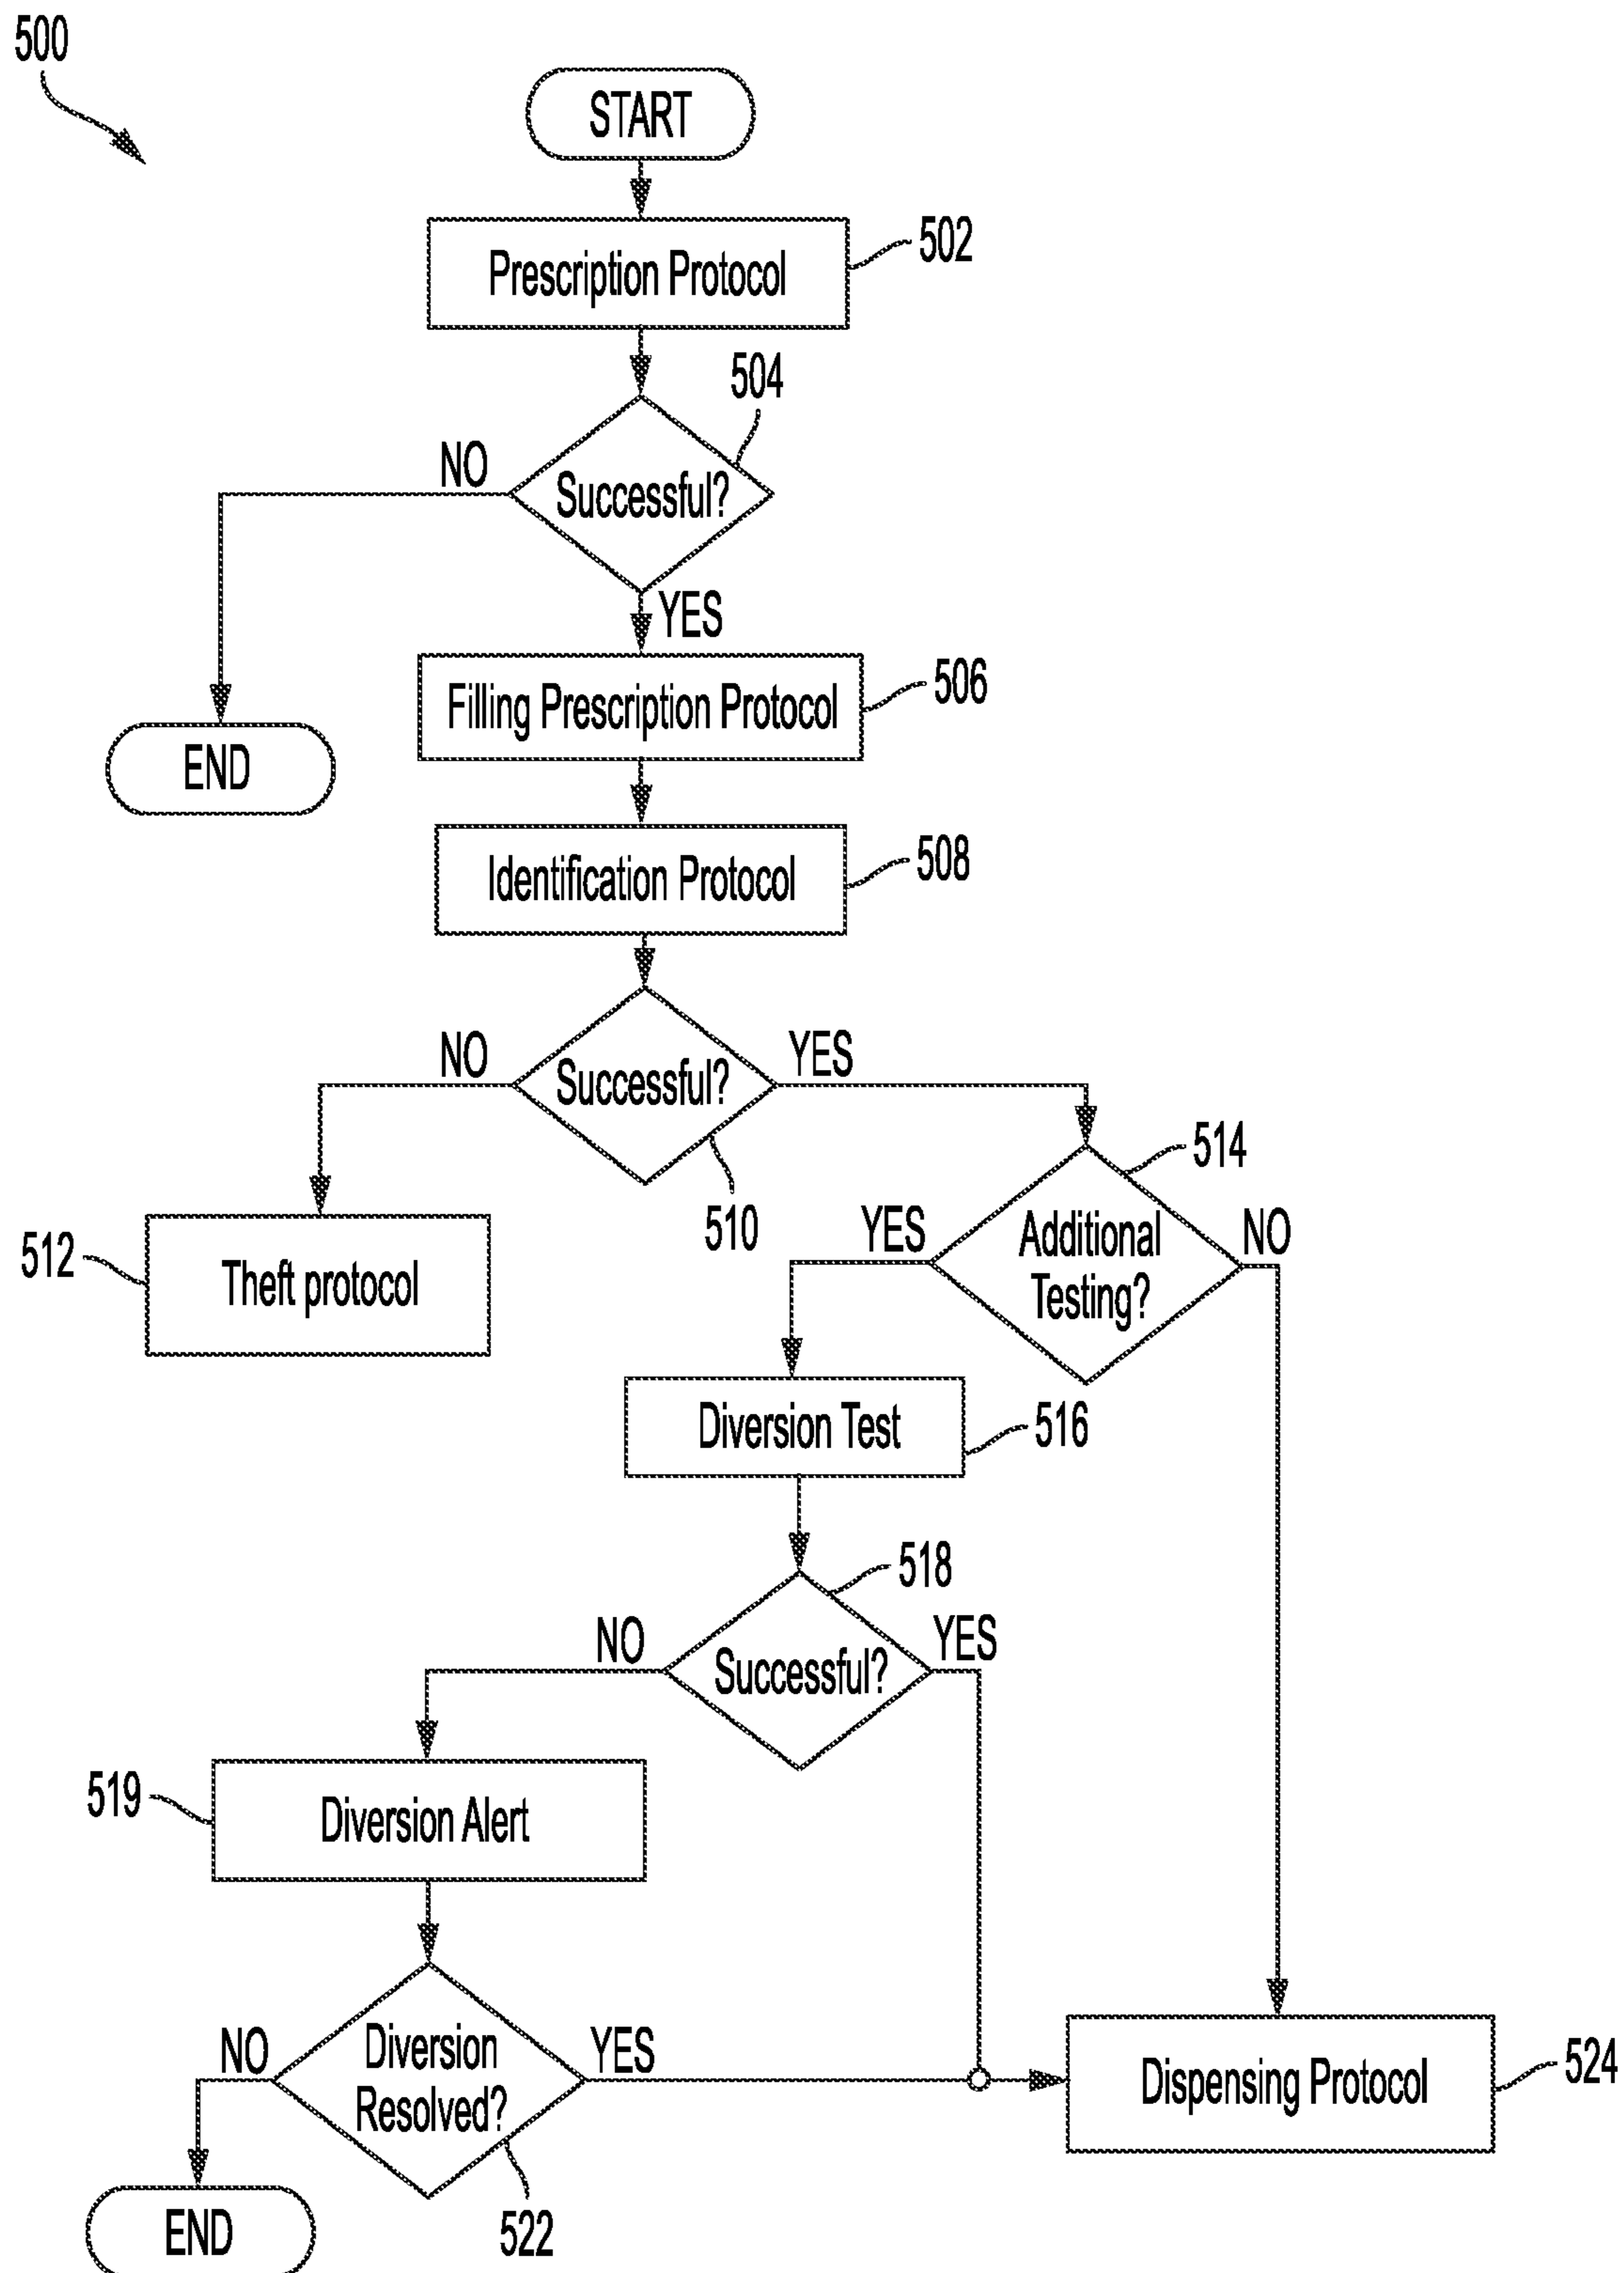 500
START
Prescription Protocol
502
504
NO
Successful?
YES
Filling Prescription Protocol
506
END
Identification Protocol
508
NO
Successful?
YES
510
514
512
Theft protocol
YES
Additional
Testing?
NO
Diversion Test
516
518
NO
Successful?
YES
519
Diversion Alert
NO
Diversion
Resolved?
YES
522
Dispensing Protocol
524
END